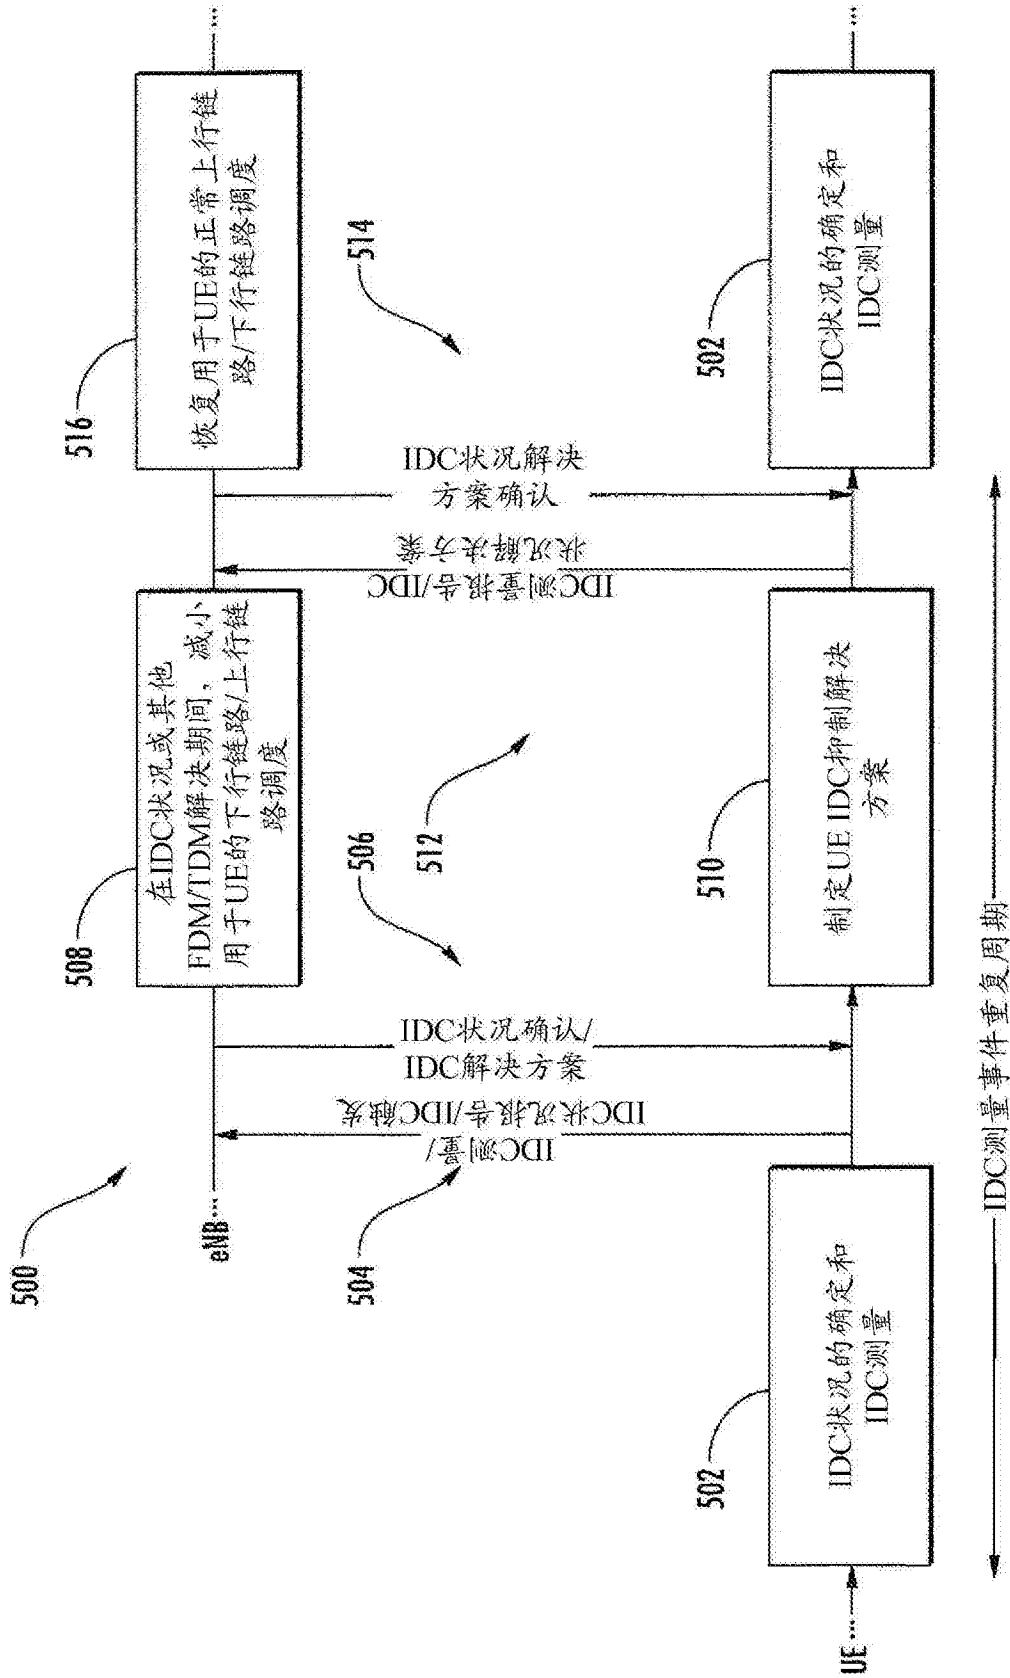 500
eNB ...
508
在IDC状况或其他
FDM/TDM解决期间，减小
用于UE的下行链路/上行链
路调度
516
恢复用于UE的正常上行链
路/下行链路调度
...
504
IDC测量/
IDC状况报告/IDC触发
506
IDC状况确认/
IDC解决方案
512
IDC测量报告/IDC
状况解决方案
514
IDC状况解决
方案确认
UE ...
502
IDC状况的确定和
IDC测量
510
制定UE IDC抑制解决
方案
502
IDC状况的确定和
IDC测量
...
IDC测量事件重复周期